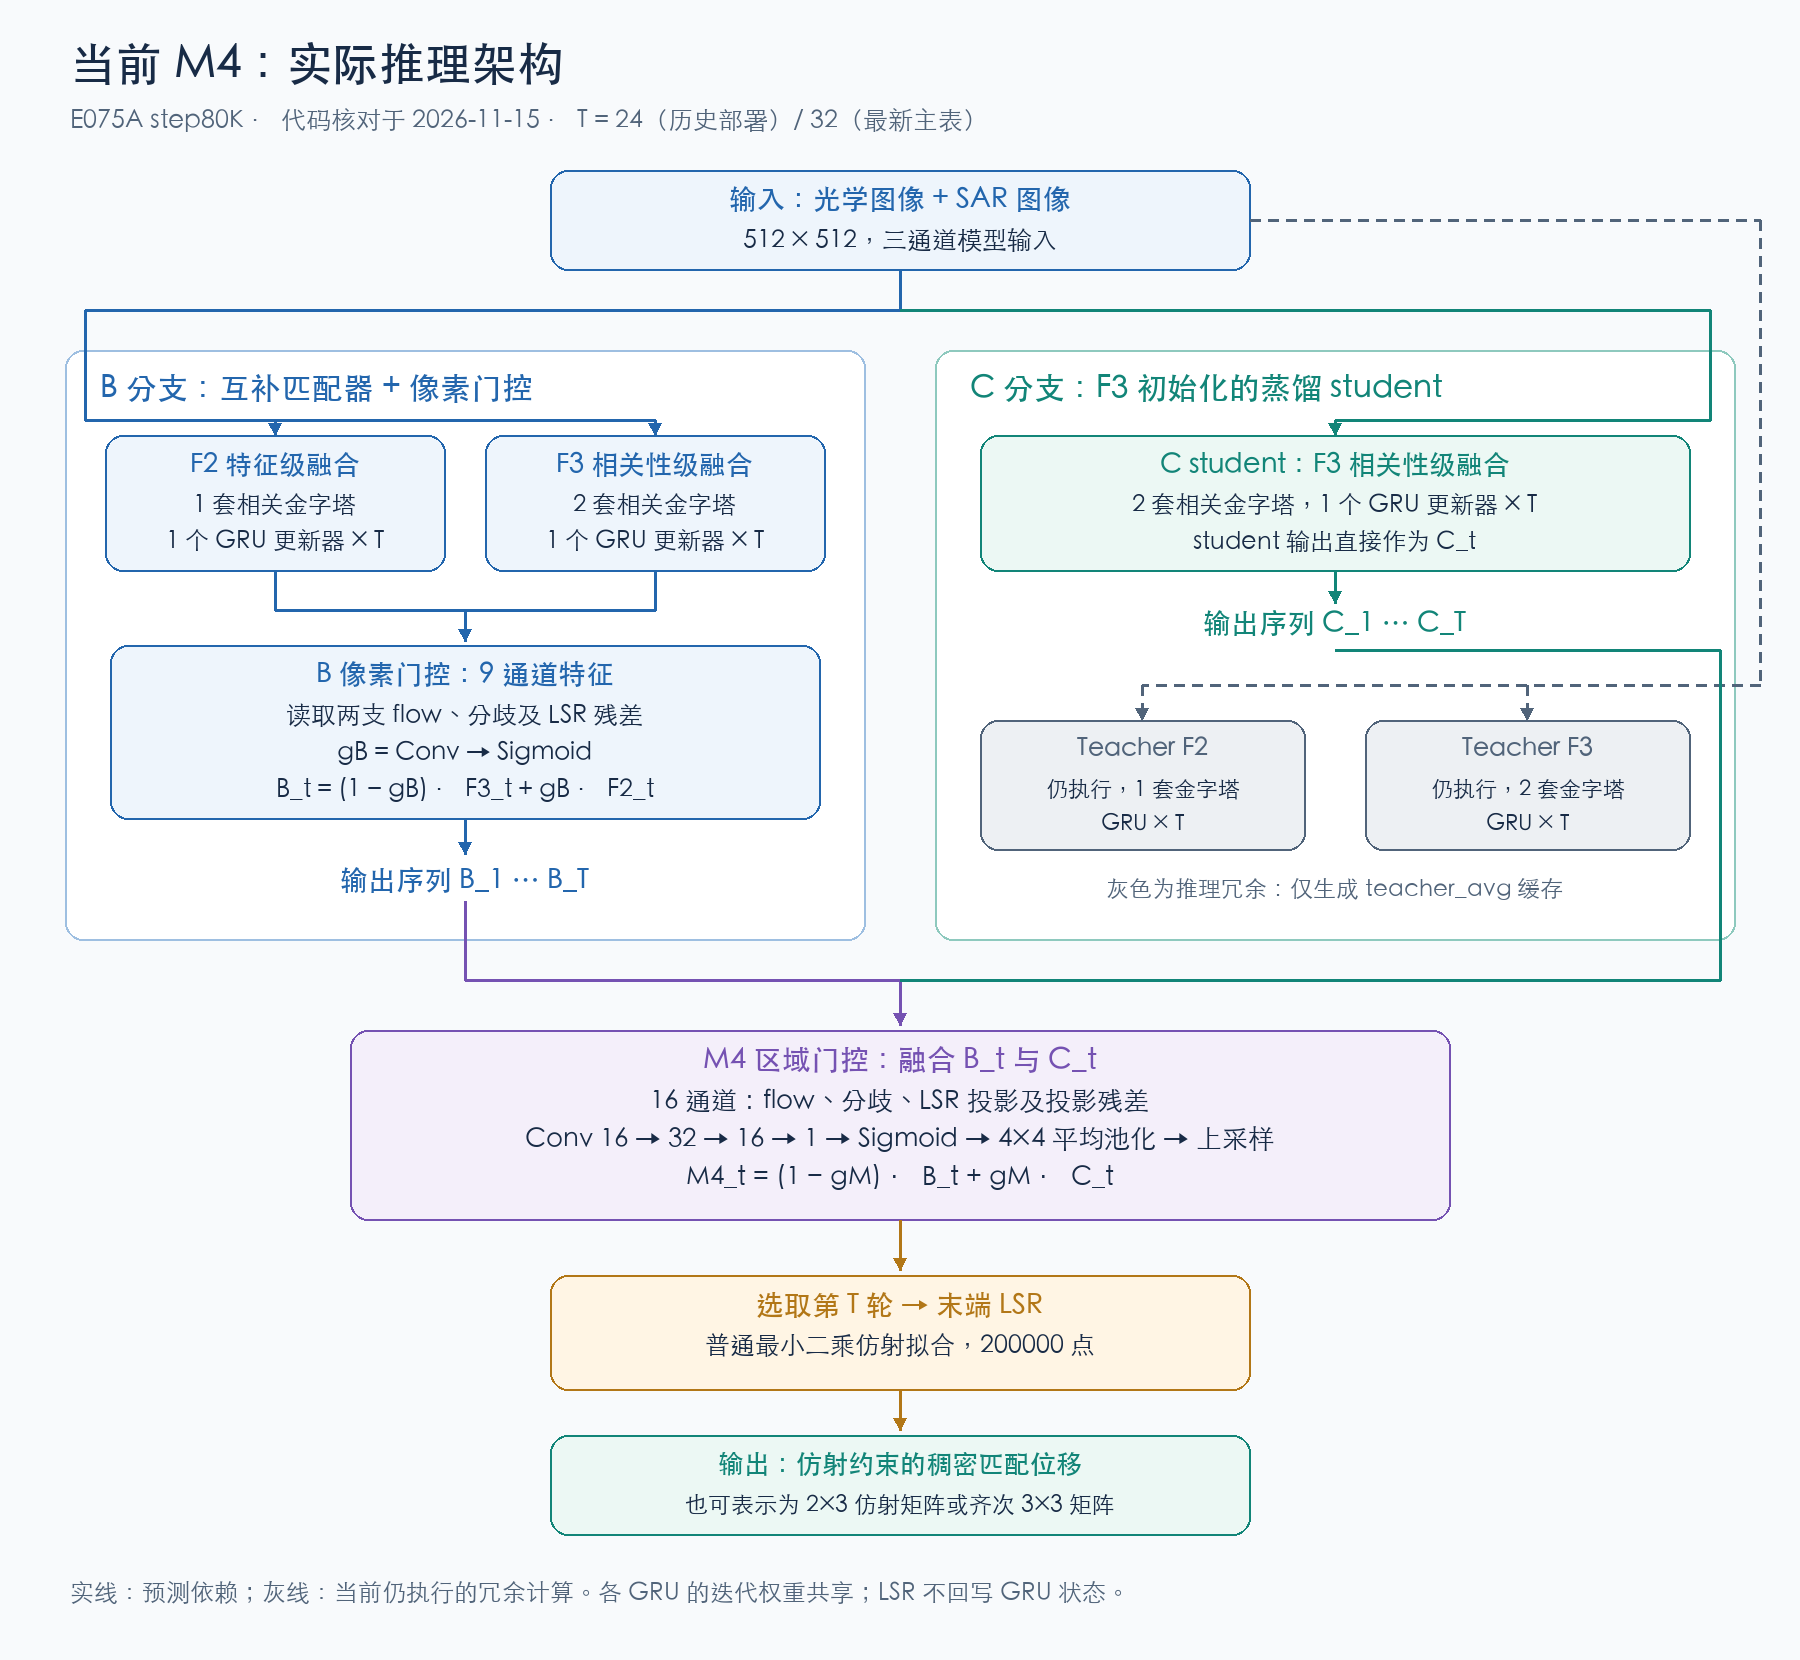 当前 M4：实际推理架构
E075A step80K · 代码核对于 2026-11-15 · T = 24（历史部署）/ 32（最新主表）
输入：光学图像 + SAR 图像
512×512，三通道模型输入
B 分支：互补匹配器 + 像素门控
F2 特征级融合
1 套相关金字塔
1 个 GRU 更新器×T
F3 相关性级融合
2 套相关金字塔
1 个 GRU 更新器×T
B 像素门控：9 通道特征
读取两支 flow、分歧及 LSR 残差
gB = Conv → Sigmoid
B_t = (1 − gB) · F3_t + gB · F2_t
输出序列 B_1 ⋯ B_T
C 分支：F3 初始化的蒸馏 student
C student：F3 相关性级融合
2 套相关金字塔，1 个 GRU 更新器×T
student 输出直接作为 C_t
输出序列 C_1 ⋯ C_T
Teacher F2
仍执行，1 套金字塔
GRU×T
Teacher F3
仍执行，2 套金字塔
GRU×T
灰色为推理冗余：仅生成 teacher_avg 缓存
M4 区域门控：融合 B_t 与 C_t
16 通道：flow、分歧、LSR 投影及投影残差
Conv 16 → 32 → 16 → 1 → Sigmoid → 4×4 平均池化 → 上采样
M4_t = (1 − gM) · B_t + gM · C_t
选取第 T 轮 → 末端 LSR
普通最小二乘仿射拟合，200000 点
输出：仿射约束的稠密匹配位移
也可表示为 2×3 仿射矩阵或齐次 3×3 矩阵
实线：预测依赖；灰线：当前仍执行的冗余计算。各 GRU 的迭代权重共享；LSR 不回写 GRU 状态。